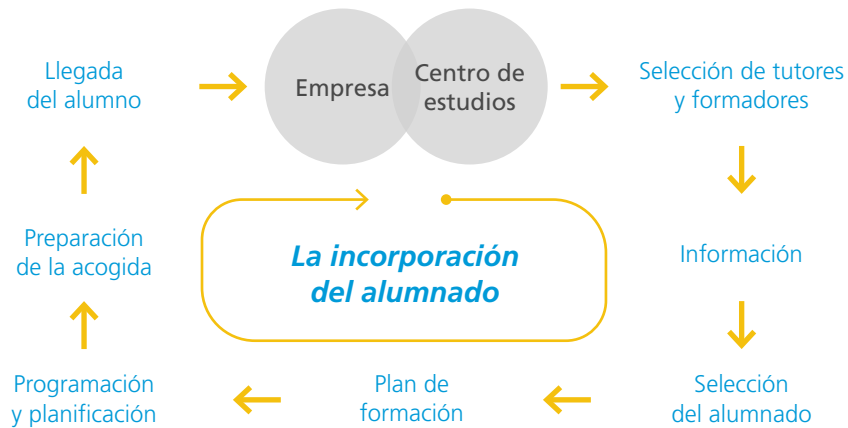 Llegada
del alumno
Empresa
Centro de
estudios
Selección de tutores
y formadores
Preparación
de la acogida
La incorporación
del alumnado
Información
Programación
y planificación
Plan de
formación
Selección
del alumnado